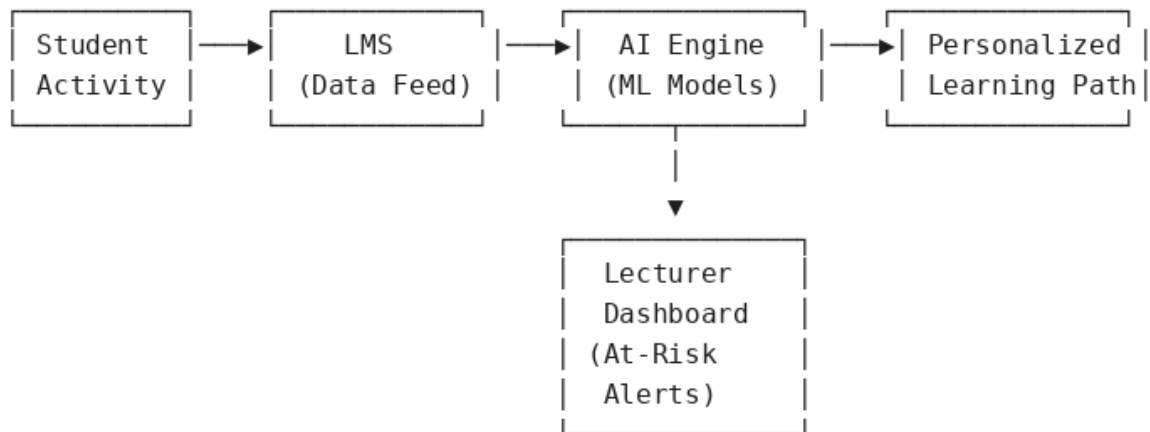 Student
Activity
LMS
(Data Feed)
AI Engine
(ML Models)
Personalized
Learning Path
Lecturer
Dashboard
(At-Risk
Alerts)